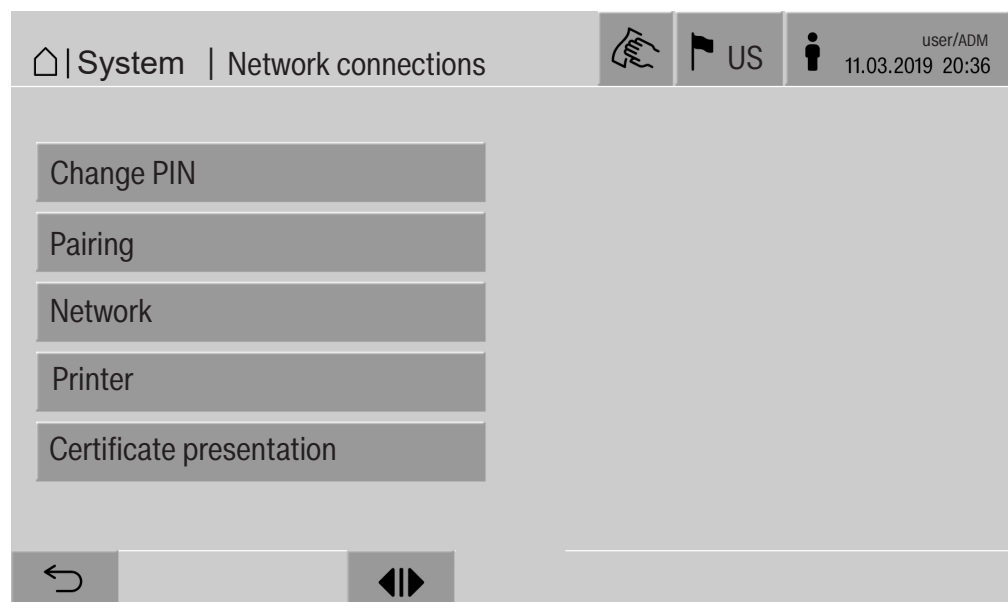 | System | Network connections
US
user/ADM
11.03.2019 20:36
Change PIN
Pairing
Network
Printer
Certificate presentation